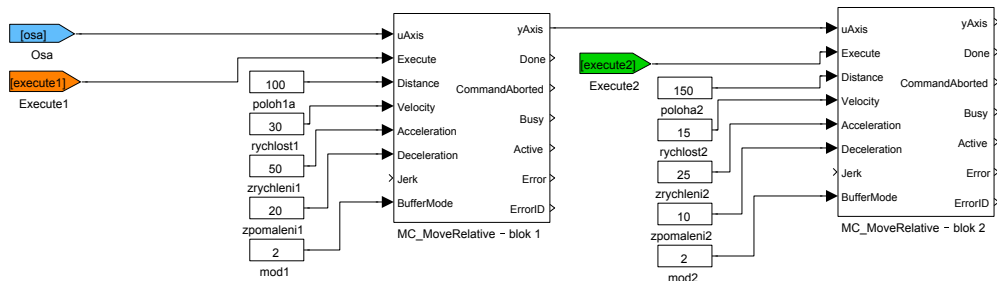 [osa]
Osa
[execute1]
Execute1
100
poloh1a
30
rychlost1
50
zrychleni1
20
zpomaleni1
2
mod1
uAxis
Execute
Distance
Velocity
Acceleration
Deceleration
Jerk
BufferMode
yAxis
Done
CommandAborted
Busy
Active
Error
ErrorID
MC_MoveRelative − blok 1
[execute2]
Execute2
150
poloha2
15
rychlost2
25
zrychleni2
10
zpomaleni2
2
mod2
uAxis
Execute
Distance
Velocity
Acceleration
Deceleration
Jerk
BufferMode
yAxis
Done
CommandAborted
Busy
Active
Error
ErrorID
MC_MoveRelative − blok 2